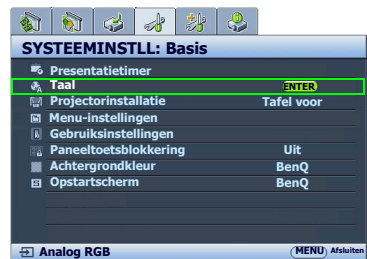 SYSTEEMINSTLL: Basis
Presentatietimer
Taal ENTER
Projectorinstallatie Tafel voor
Menu-instellingen
Gebruiksinstellingen
Paneeltoetsblokkering Uit
Achtergrondkleur BenQ
Opstartscherm BenQ
Analog RGB MENU Afsluiten